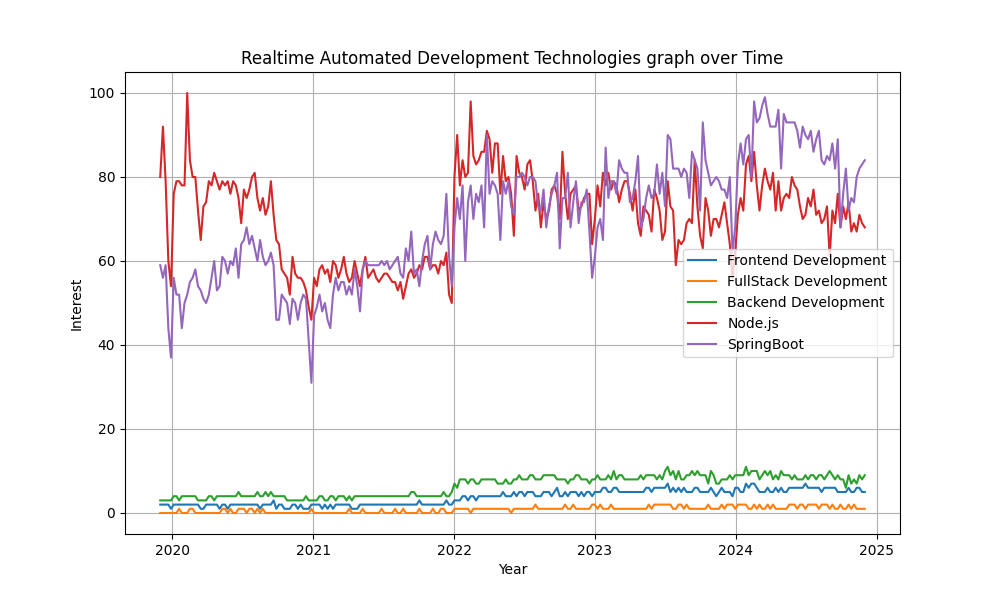 Realtime Automated Development Technologies graph over Time
100
80
60
40
20
0
Interest
Frontend Development
FullStack Development
Backend Development
Node.js
SpringBoot
2020 2021 2022 2023 2024 2025
Year